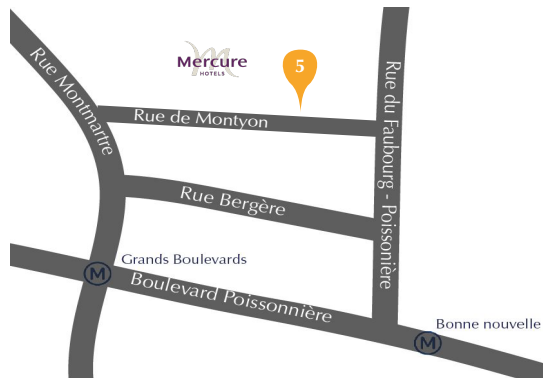 Mercure
HOTELS
5
Rue Montmartre
Rue de Montyon
Rue du Faubourg - Poissonière
Rue Bergère
Grands Boulevards
M
Boulevard Poissonnière
Bonne nouvelle
M